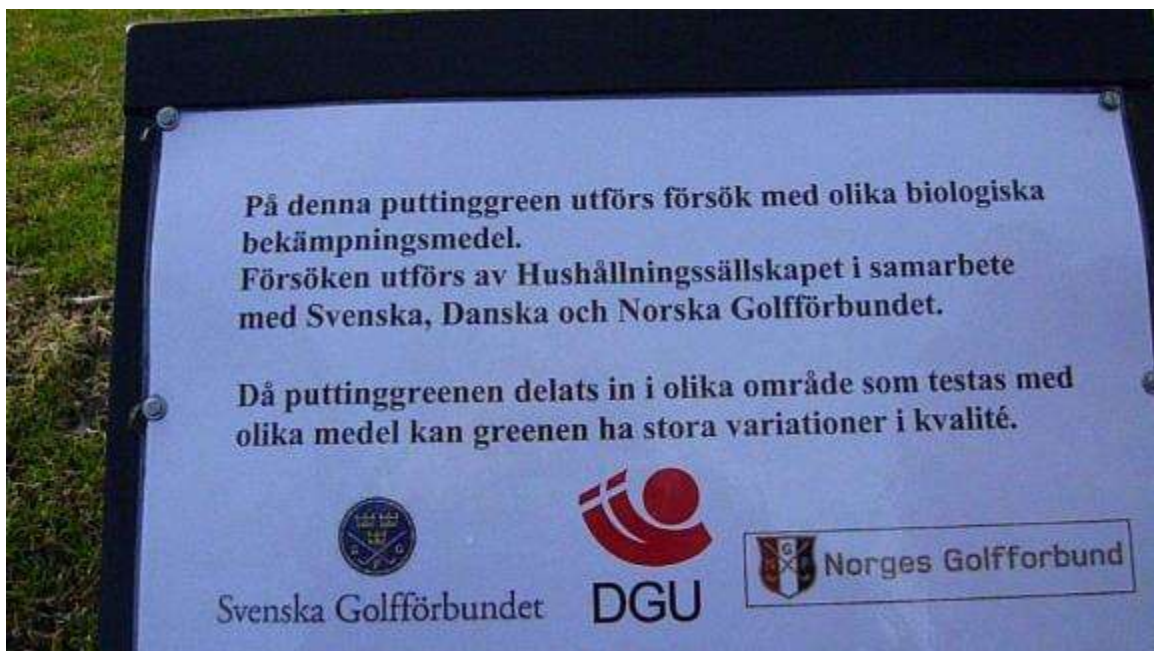 På denna puttinggreen utförs försök med olika biologiska
bekämpningsmedel.
Försöken utförs av Hushållningssällskapet i samarbete
med Svenska, Danska och Norska Golfförbundet.
Då puttinggreenen delats in i olika område som testas med
olika medel kan greenen ha stora variationer i kvalité.
Svenska Golfförbundet
DGU
Norges Golfforbund